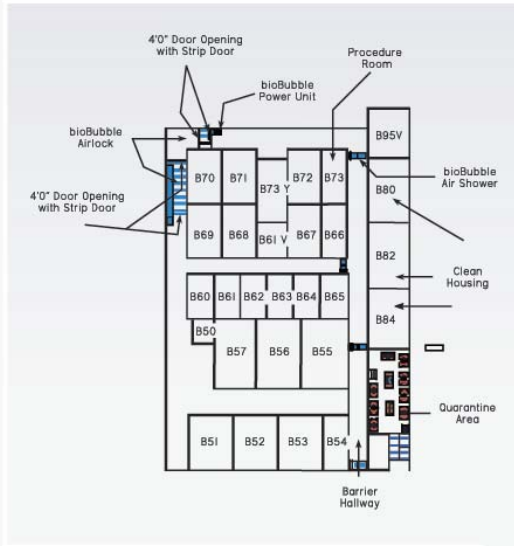 4'0" Door Opening
with Strip Door
Procedure
Room
bioBubble
Power Unit
bioBubble
Airlock
B95V
B70
B71
B72
B73
B73 Y
bioBubble
Air Shower
B80
4'0" Door Opening
with Strip Door
B69
B68
B61 V
B67
B66
B82
Clean
Housing
B60
B61
B62
B63
B64
B65
B84
B50
B57
B56
B55
Quarantine
Area
B51
B52
B53
B54
Barrier
Hallway